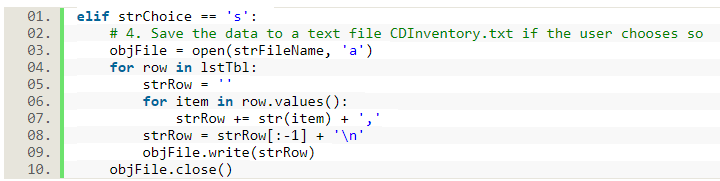 01. elif strChoice == 's':
02.     # 4. Save the data to a text file CDInventory.txt if the user chooses so
03.     objFile = open(strFileName, 'a')
04.     for row in lstTbl:
05.         strRow = ''
06.         for item in row.values():
07.             strRow += str(item) + ','
08.         strRow = strRow[:-1] + '\n'
09.         objFile.write(strRow)
10.     objFile.close()